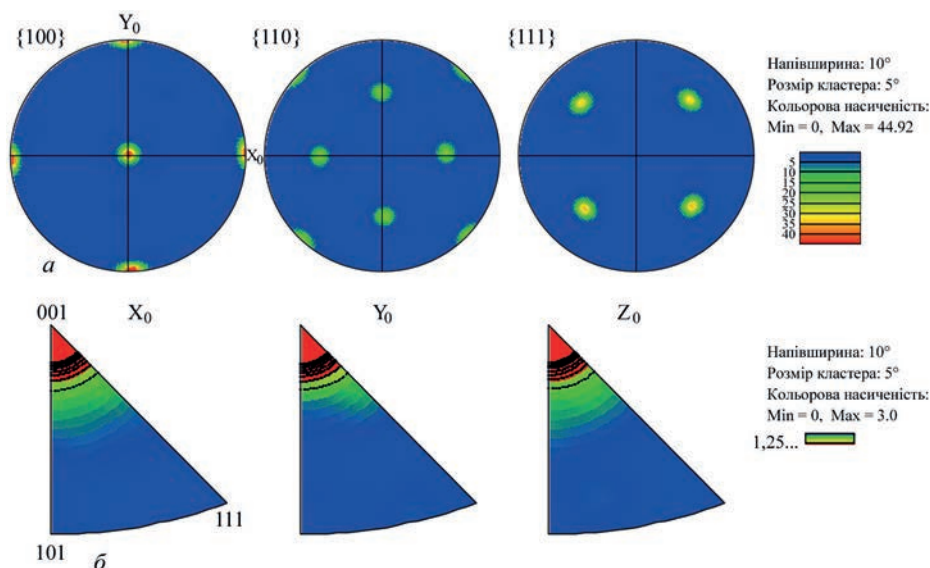 Y₀
{100} {110} {111}
Напівширина: 10°
Розмір кластера: 5°
Кольорова насиченість:
Min = 0, Max = 44.92
X₀
5
10
15
20
25
30
35
40
а
001 X₀ Y₀ Z₀
Напівширина: 10°
Розмір кластера: 5°
Кольорова насиченість:
Min = 0, Max = 3.0
1,25...
111
101 б